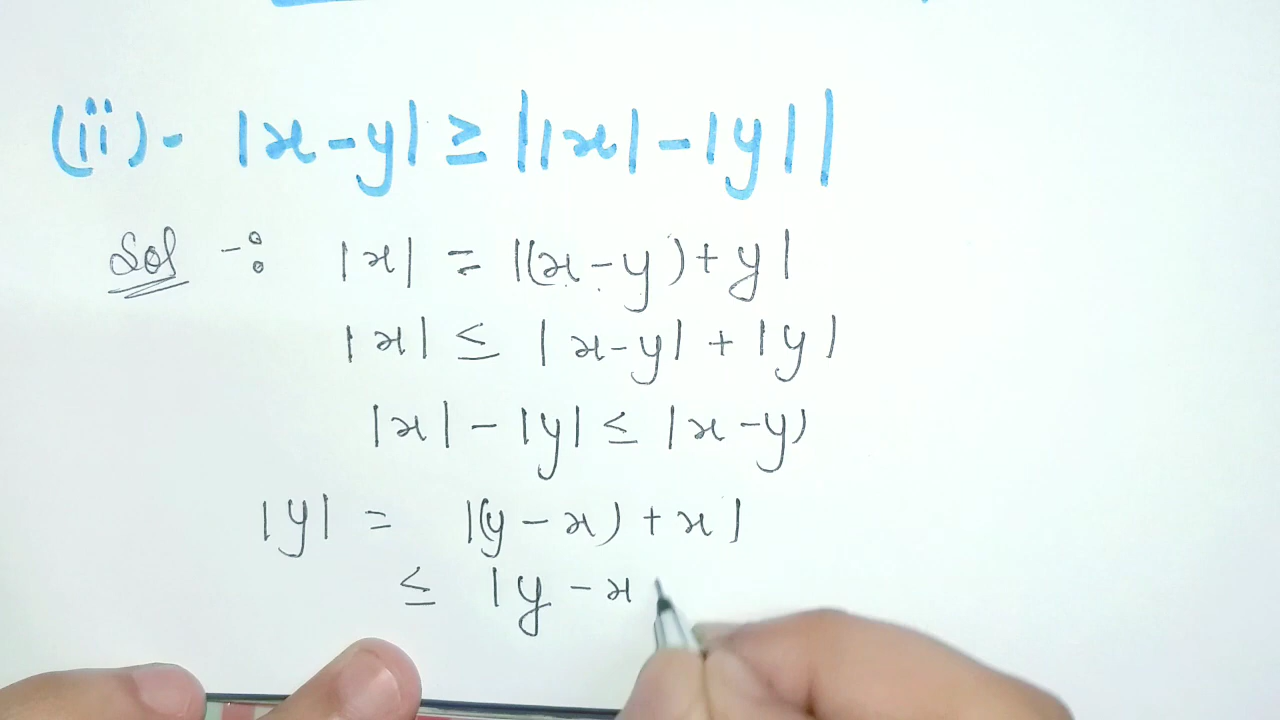 (ii)- |x-y| ≥ ||x|-|y||
Sol -: |x| = |(x-y)+y|
|x| ≤ |x-y| + |y|
|x| - |y| ≤ |x-y|
|y| = |(y-x)+x|
≤ |y-x